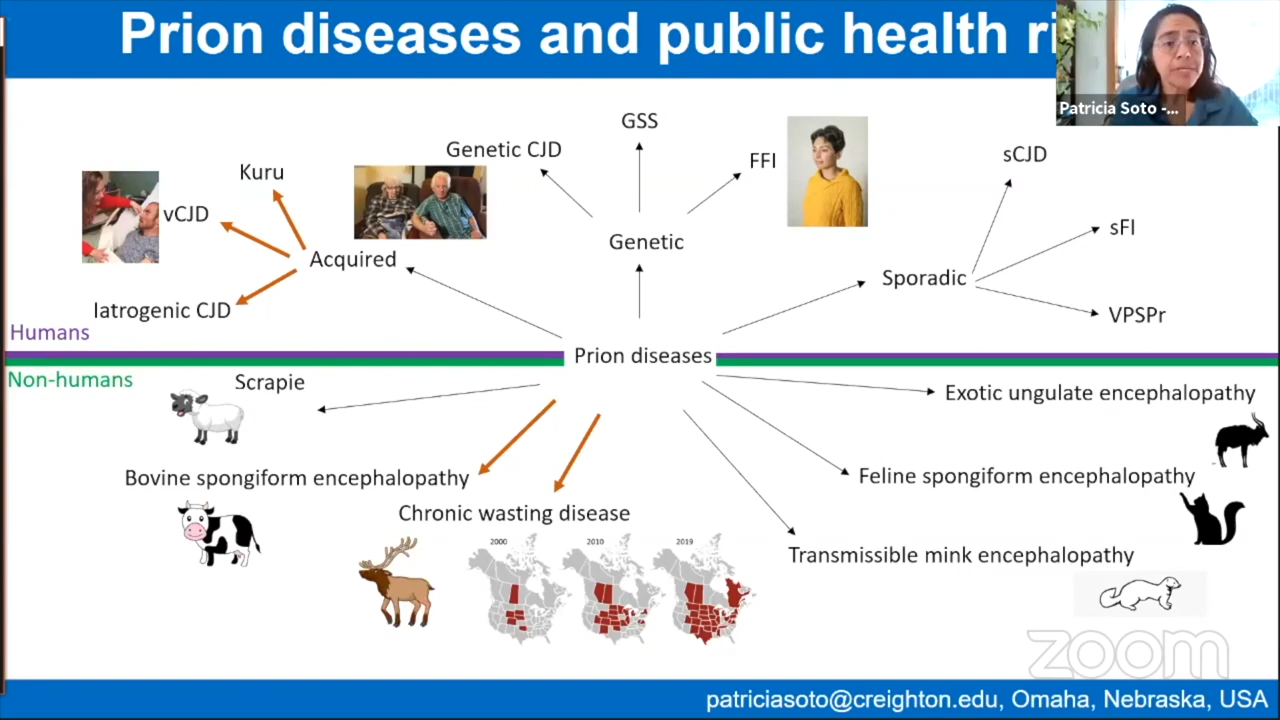 Prion diseases and public health ri
Patricia Soto -...
GSS
Genetic CJD
FFI
sCJD
Kuru
vCJD
sFI
Genetic
Acquired
Sporadic
Iatrogenic CJD
VPSPr
Humans
Prion diseases
Non-humans
Scrapie
Exotic ungulate encephalopathy
Bovine spongiform encephalopathy
Feline spongiform encephalopathy
Chronic wasting disease
2000
2010
2019
Transmissible mink encephalopathy
zoom
patriciasoto@creighton.edu, Omaha, Nebraska, USA